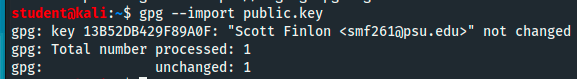 student@kali:~$ gpg --import public.key
gpg: key 13B52DB429F89A0F: "Scott Finlon <smf261@psu.edu>" not changed
gpg: Total number processed: 1
gpg:              unchanged: 1